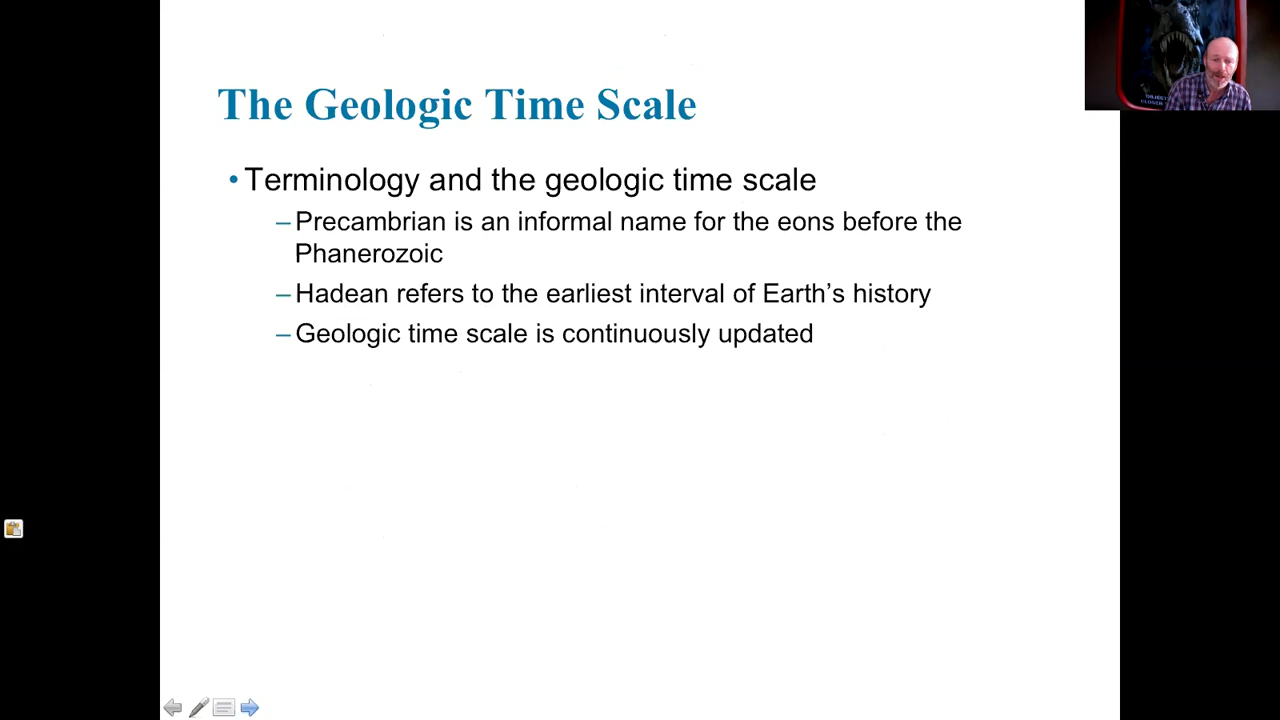 The Geologic Time Scale
• Terminology and the geologic time scale
– Precambrian is an informal name for the eons before the
Phanerozoic
– Hadean refers to the earliest interval of Earth's history
– Geologic time scale is continuously updated